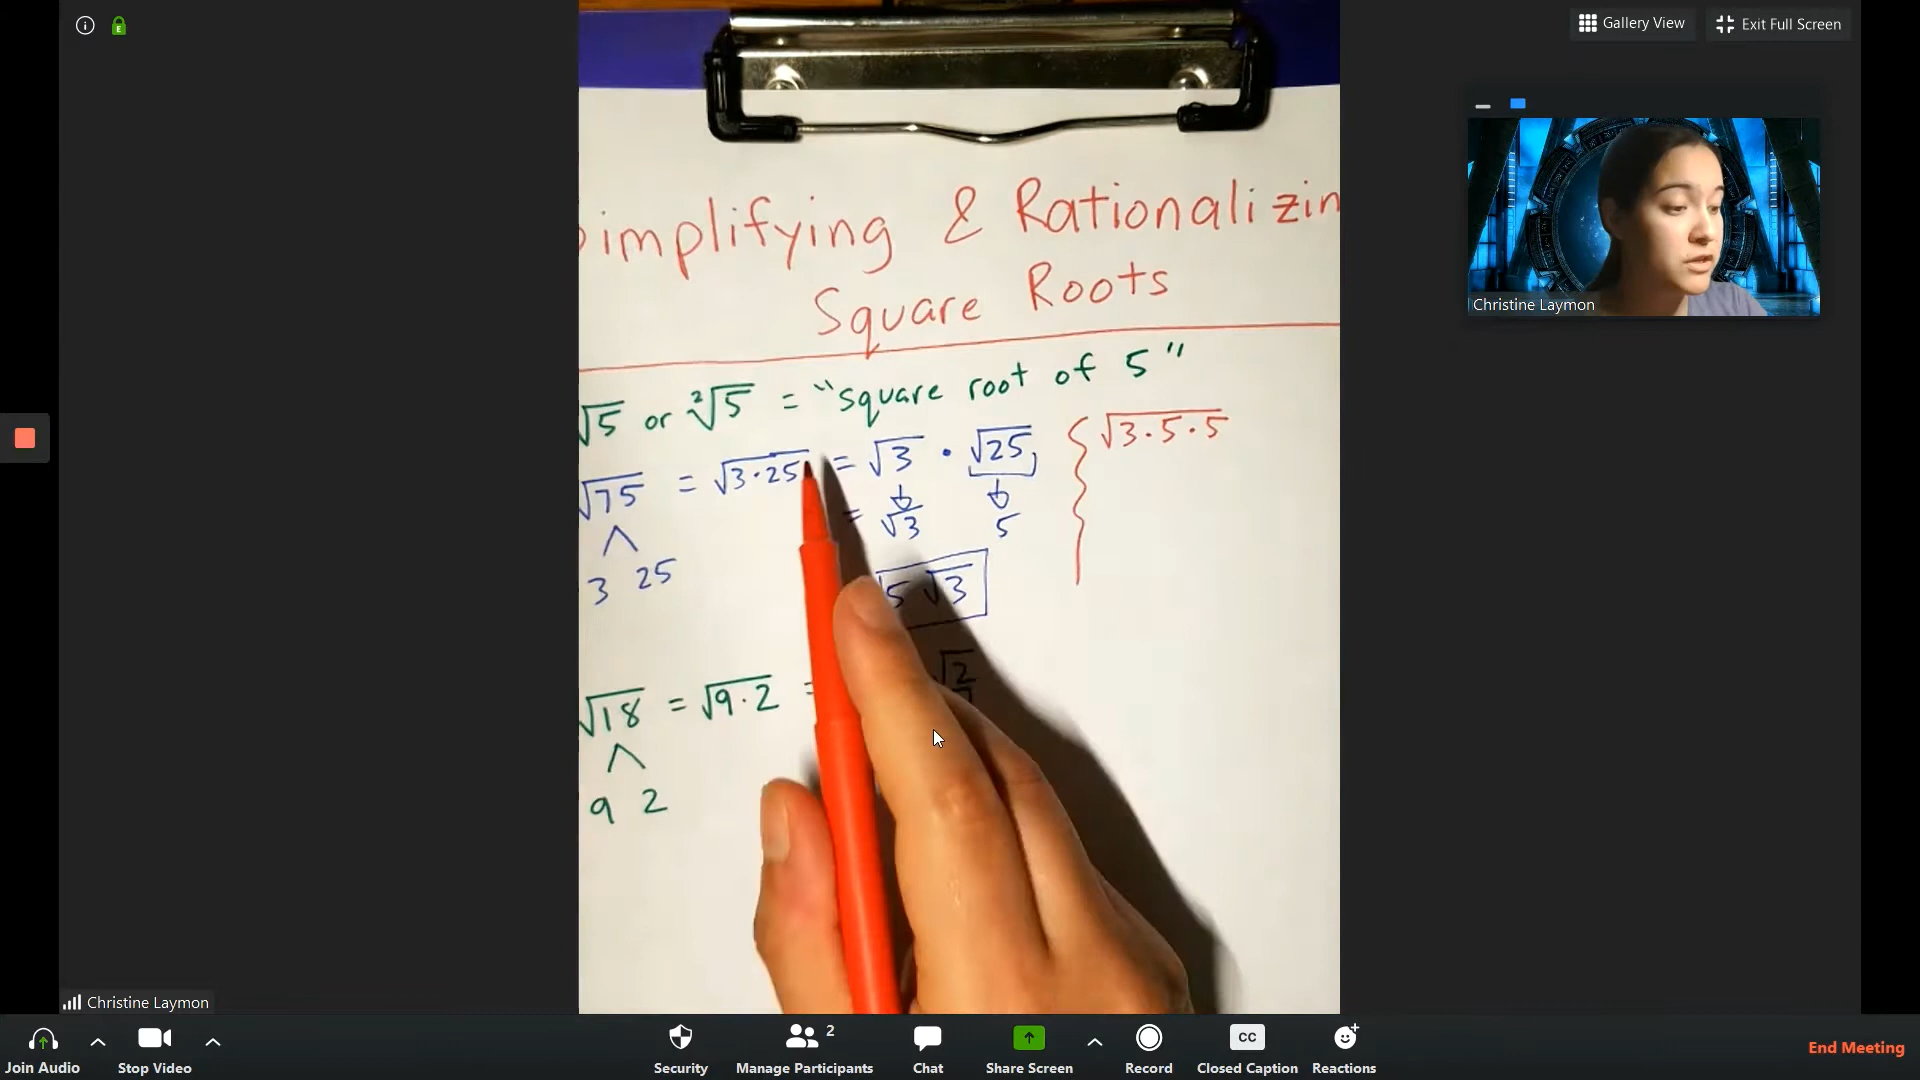 Gallery View
Exit Full Screen
Simplifying & Rationalizin
Square Roots
Christine Laymon
√5 or ²√5 = "square root of 5"
√75 = √3·25 = √3 · √25
√3·5·5
= √3 5
3 25
5√3
√18 = √9·2 =
√2
9 2
Christine Laymon
2
CC
Join Audio
Stop Video
Security
Manage Participants
Chat
Share Screen
Record
Closed Caption
Reactions
End Meeting